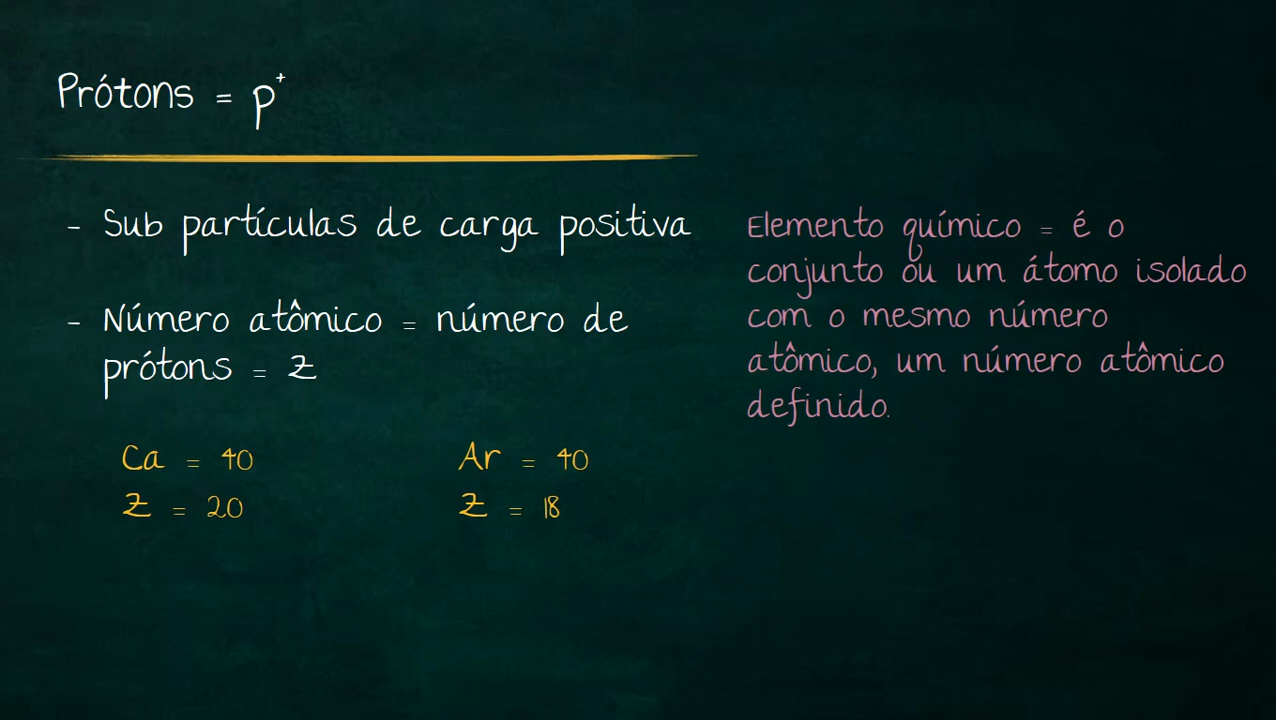 Prótons = p⁺
- Sub partículas de carga positiva
- Número atômico = número de
prótons = Z
Ca = 40
Z = 20
Ar = 40
Z = 18
Elemento químico = é o
conjunto ou um átomo isolado
com o mesmo número
atômico, um número atômico
definido.